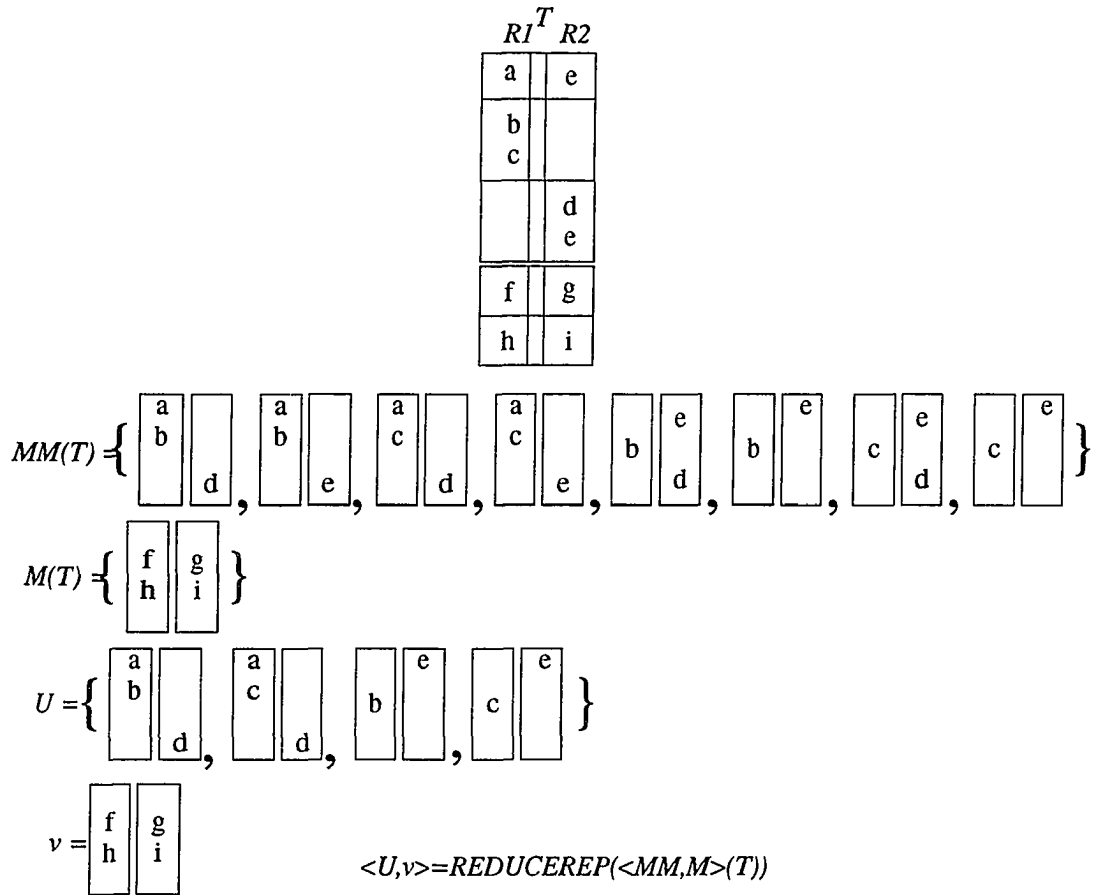 T
R1 R2
a e
b
c
d
e
f g
h i
a a a a e e e e
MM(T) = { b b c c b b c c }
d , e , d , e , d , , d ,
M(T) = { f g }
h i
a a e e
U = { b c b c }
d , d , ,
v = f g
h i
<U,v>=REDUCEREP(<MM,M>(T))